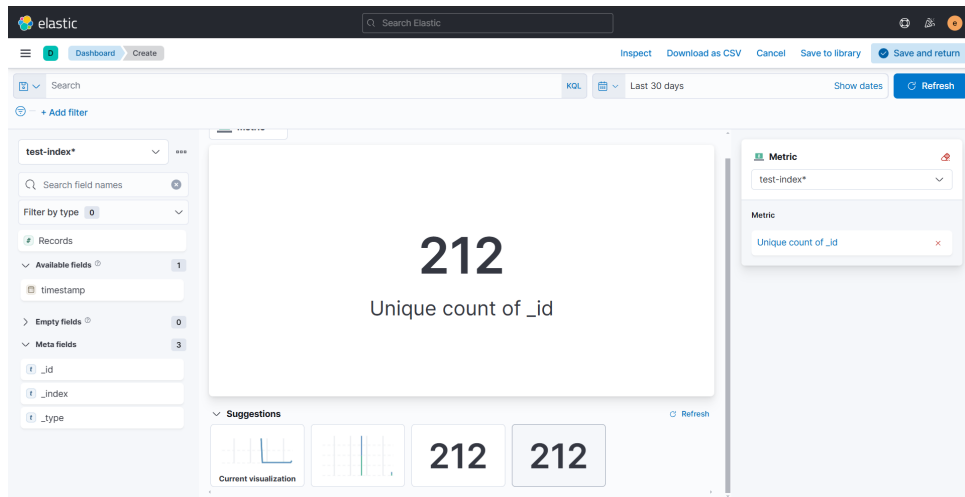 elastic
Search Elastic
e
D Dashboard Create
Inspect Download as CSV Cancel Save to library Save and return
Search KQL Last 30 days Show dates Refresh
+ Add filter
test-index*
Search field names
Filter by type 0
# Records
Available fields 1
timestamp
Empty fields 0
Meta fields 3
t _id
t _index
t _type
Metric
212
Unique count of _id
Suggestions Refresh
Current visualization
212
212
Metric
test-index*
Metric
Unique count of _id